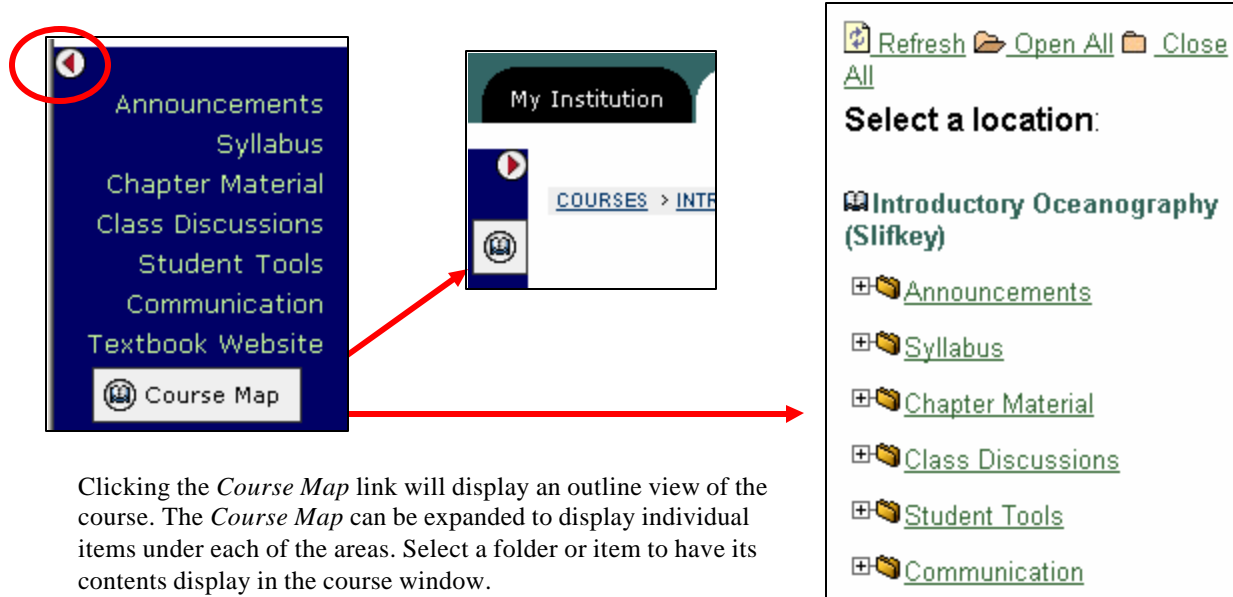 Announcements
Syllabus
Chapter Material
Class Discussions
Student Tools
Communication
Textbook Website
Course Map
My Institution
COURSES > INTR
Refresh Open All Close
All
Select a location:
Introductory Oceanography
(Slifkey)
Announcements
Syllabus
Chapter Material
Class Discussions
Student Tools
Communication
Clicking the Course Map link will display an outline view of the
course. The Course Map can be expanded to display individual
items under each of the areas. Select a folder or item to have its
contents display in the course window.